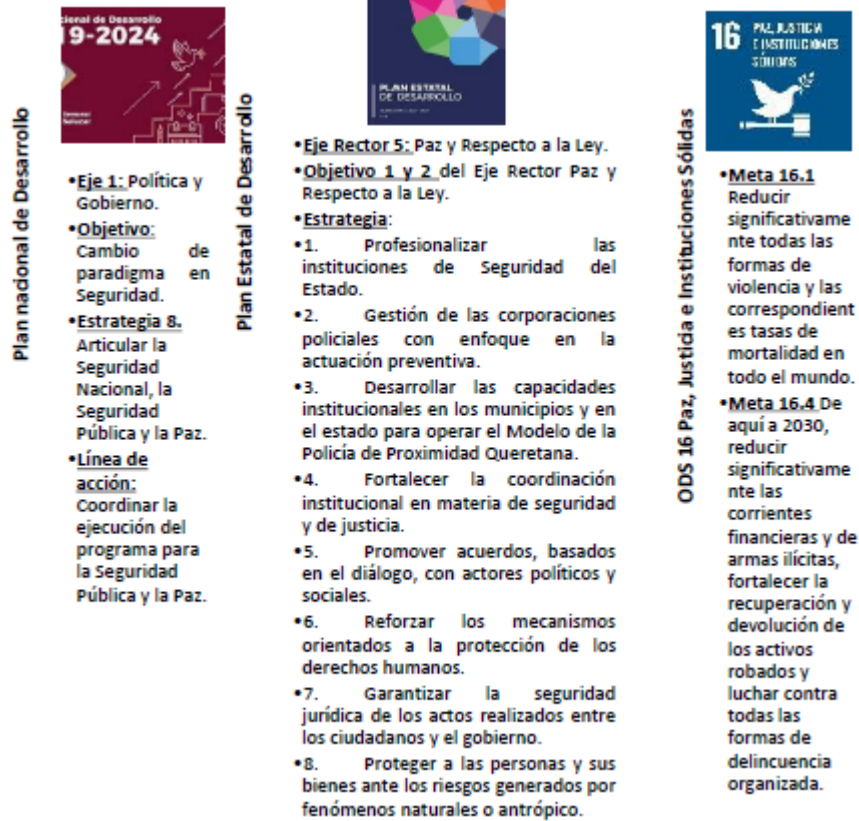 Plan nacional de Desarrollo
cional de Desarrollo
19-2024
•Eje 1: Política y
Gobierno.
•Objetivo:
Cambio de
paradigma en
Seguridad.
•Estrategia 8.
Articular la
Seguridad
Nacional, la
Seguridad
Pública y la Paz.
•Línea de
acción:
Coordinar la
ejecución del
programa para
la Seguridad
Pública y la Paz.
Plan Estatal de Desarrollo
PLAN ESTATAL
DE DESARROLLO
•Eje Rector 5: Paz y Respecto a la Ley.
•Objetivo 1 y 2 del Eje Rector Paz y
Respecto a la Ley.
•Estrategia:
•1. Profesionalizar las
instituciones de Seguridad del
Estado.
•2. Gestión de las corporaciones
policiales con enfoque en la
actuación preventiva.
•3. Desarrollar las capacidades
institucionales en los municipios y en
el estado para operar el Modelo de la
Policía de Proximidad Queretana.
•4. Fortalecer la coordinación
institucional en materia de seguridad
y de justicia.
•5. Promover acuerdos, basados
en el diálogo, con actores políticos y
sociales.
•6. Reforzar los mecanismos
orientados a la protección de los
derechos humanos.
•7. Garantizar la seguridad
jurídica de los actos realizados entre
los ciudadanos y el gobierno.
•8. Proteger a las personas y sus
bienes ante los riesgos generados por
fenómenos naturales o antrópico.
ODS 16 Paz, Justicia e Instituciones Sólidas
16 PAZ, JUSTICIA
E INSTITUCIONES
SÓLIDAS
•Meta 16.1
Reducir
significativame
nte todas las
formas de
violencia y las
correspondient
es tasas de
mortalidad en
todo el mundo.
•Meta 16.4 De
aquí a 2030,
reducir
significativame
nte las
corrientes
financieras y de
armas ilícitas,
fortalecer la
recuperación y
devolución de
los activos
robados y
luchar contra
todas las
formas de
delincuencia
organizada.